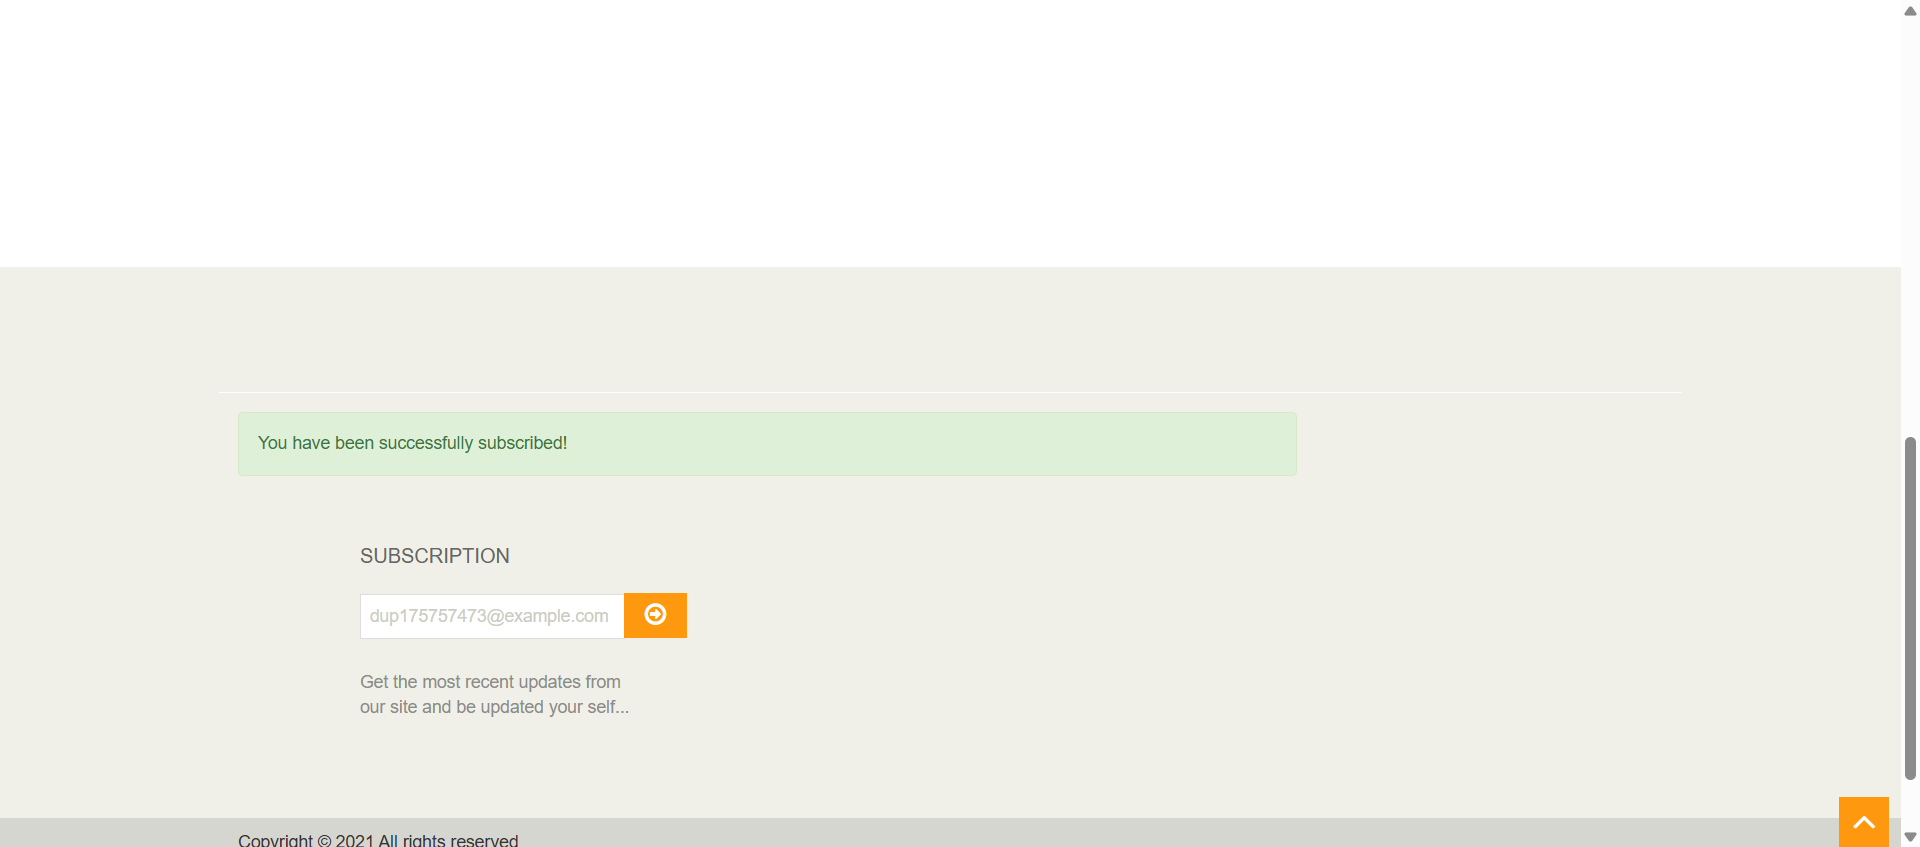 You have been successfully subscribed!
SUBSCRIPTION
dup175757473@example.com
Get the most recent updates from
our site and be updated your self...
Copyright © 2021 All rights reserved